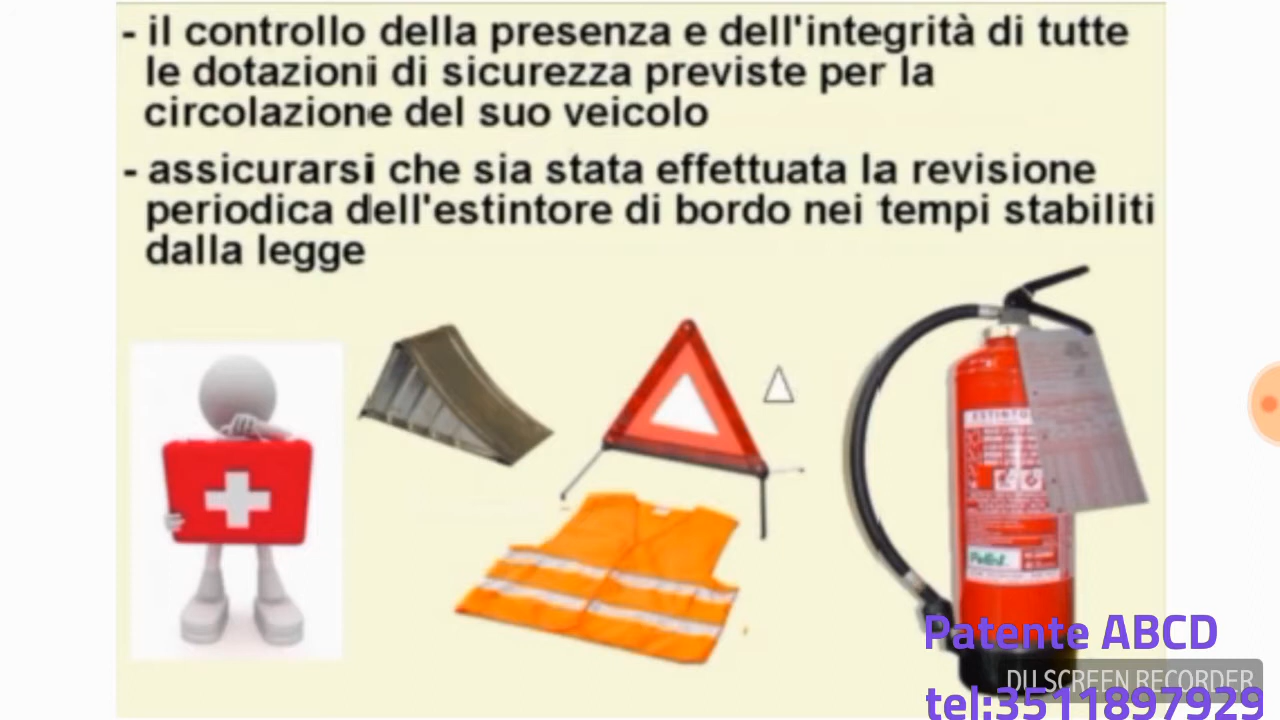 - il controllo della presenza e dell'integrità di tutte
le dotazioni di sicurezza previste per la
circolazione del suo veicolo
- assicurarsi che sia stata effettuata la revisione
periodica dell'estintore di bordo nei tempi stabiliti
dalla legge
Patente ABCD
DU SCREEN RECORDER
tel:3511897929